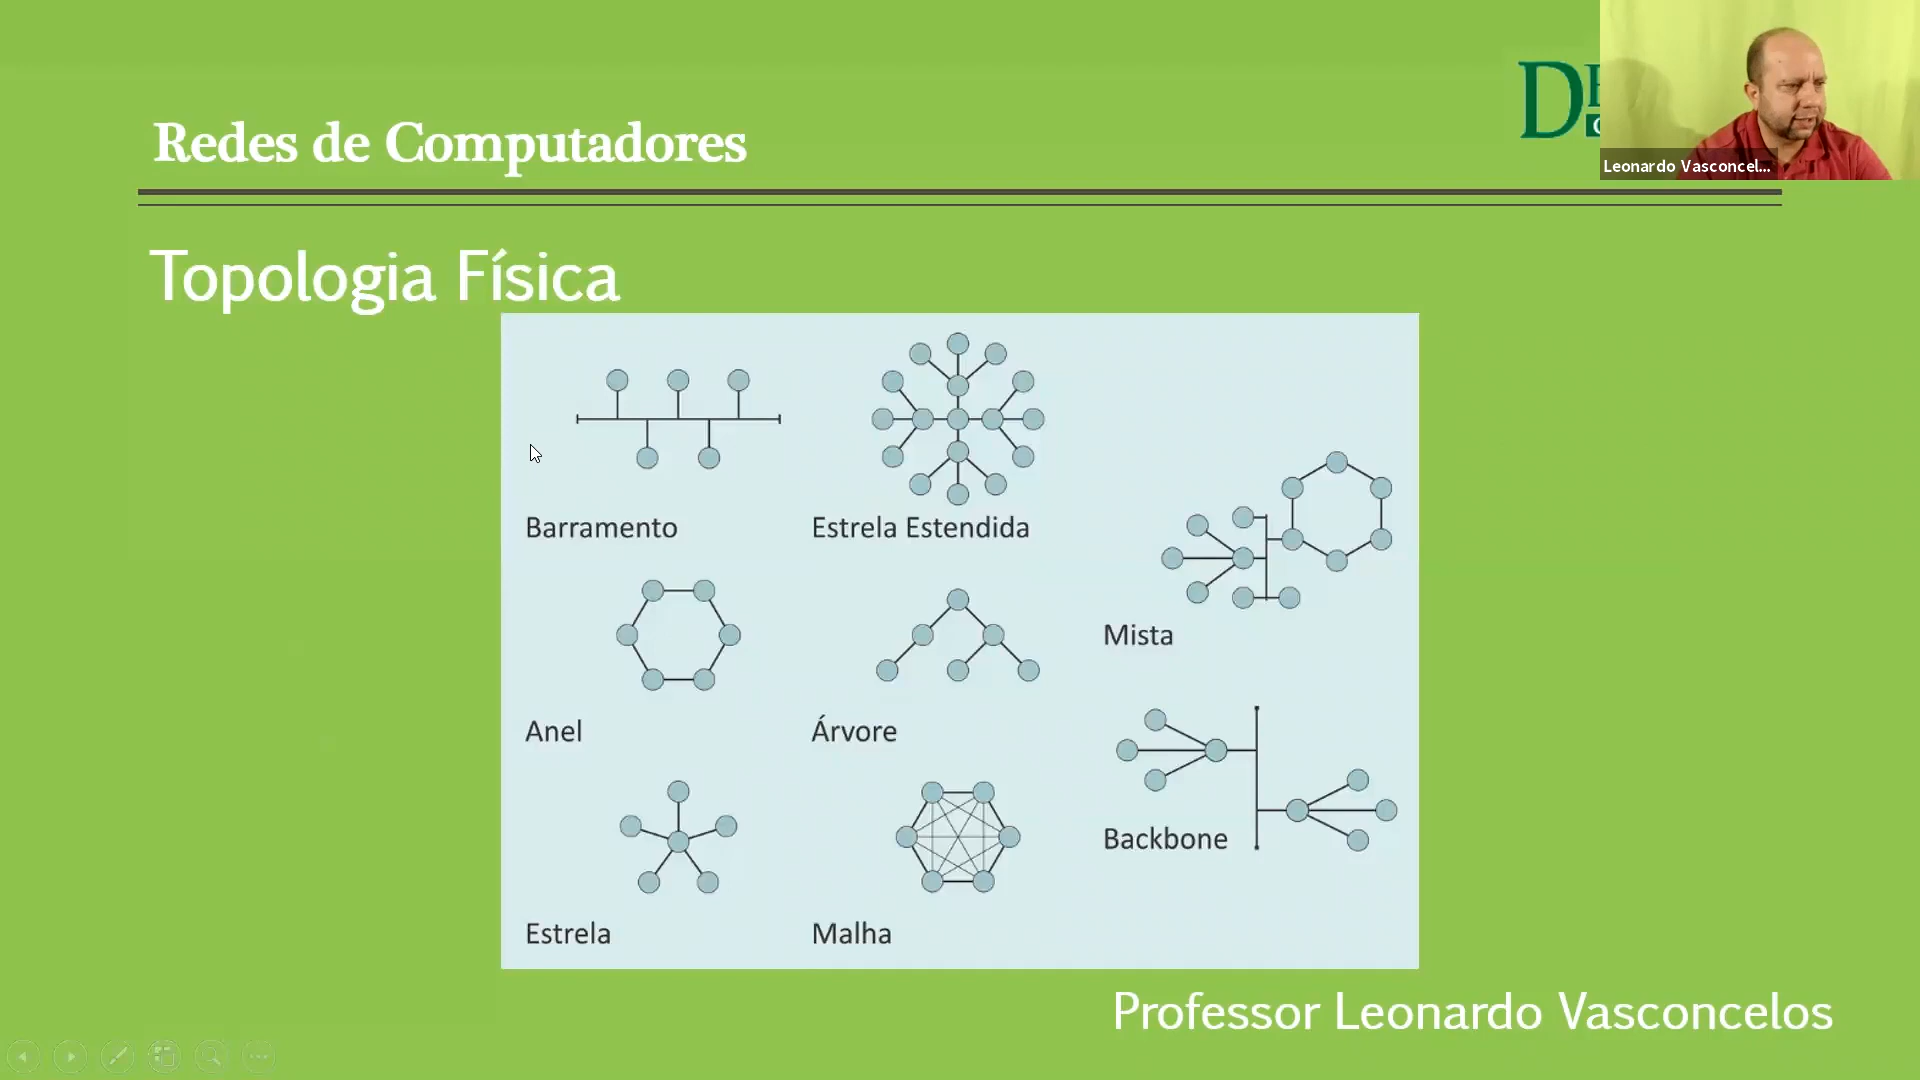 Redes de Computadores
Leonardo Vasconcel...
Topologia Física
Barramento
Estrela Estendida
Mista
Anel
Árvore
Backbone
Estrela
Malha
Professor Leonardo Vasconcelos